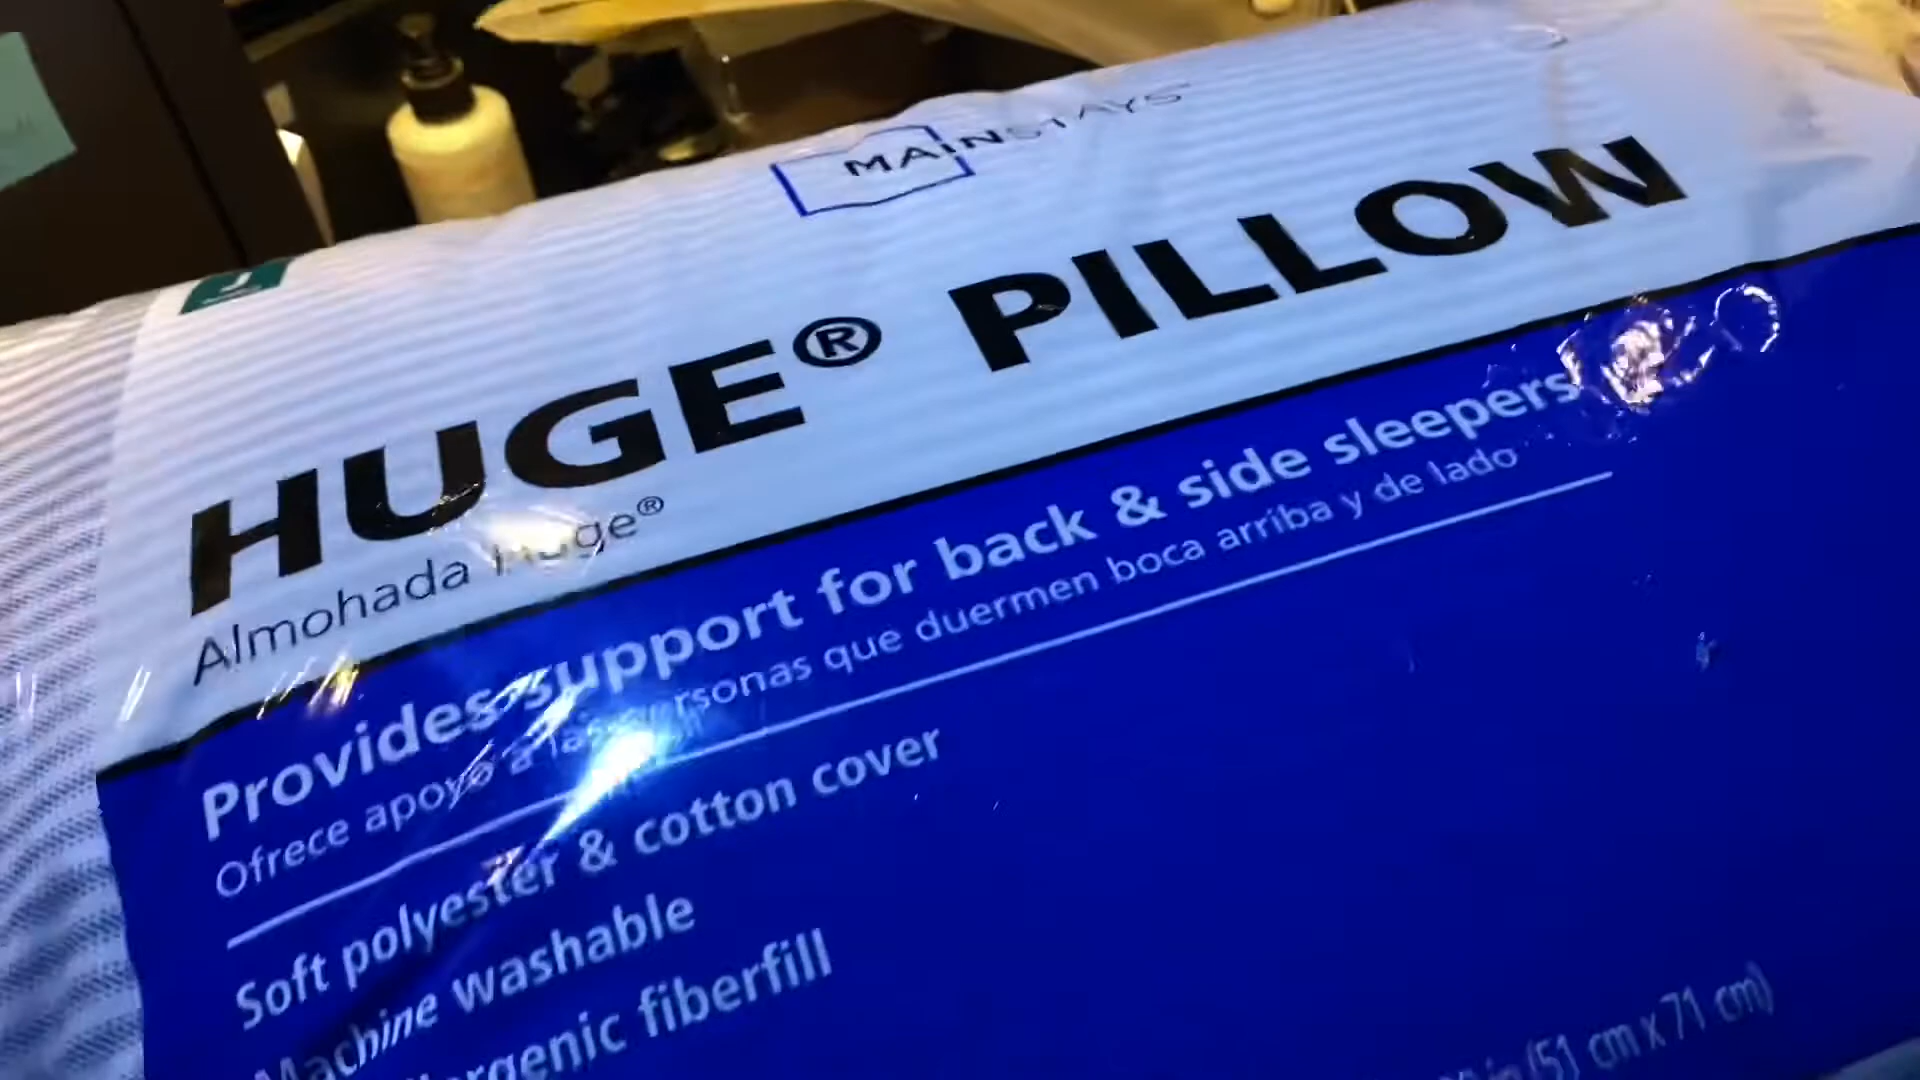 MAINSTAYS
HUGE® PILLOW
Almohada Huge®
Provides support for back & side sleepers
Ofrece apoyo a las personas que duermen boca arriba y de lado
Soft polyester & cotton cover
Machine washable
fiberfill
in (51 cm x 71 cm)